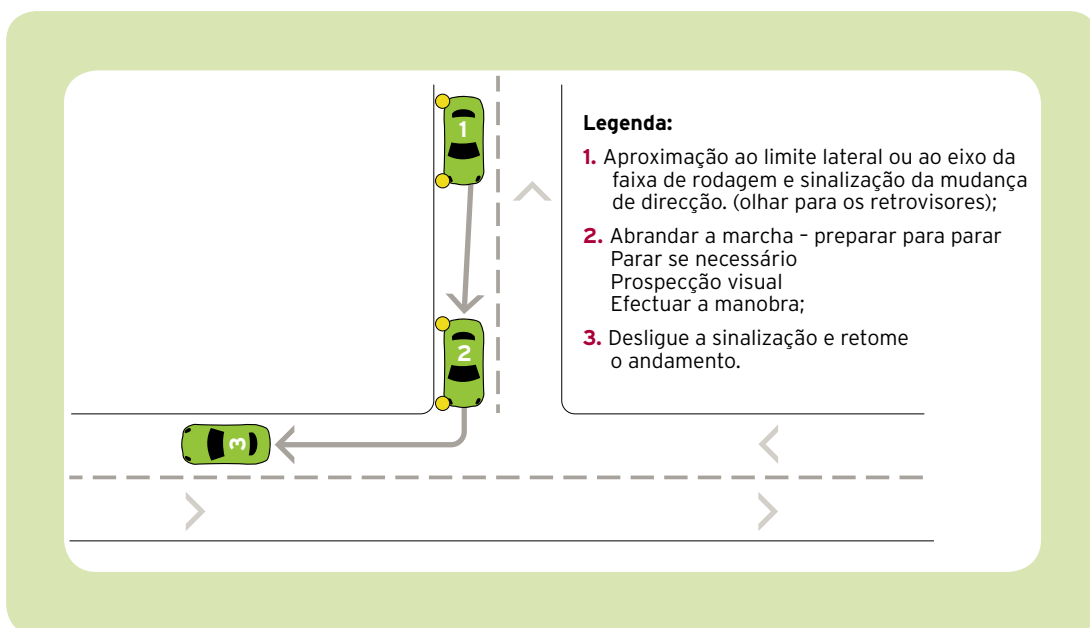 1
2
3
Legenda:
1. Aproximação ao limite lateral ou ao eixo da
faixa de rodagem e sinalização da mudança
de direcção. (olhar para os retrovisores);
2. Abrandar a marcha – preparar para parar
Parar se necessário
Prospecção visual
Efectuar a manobra;
3. Desligue a sinalização e retome
o andamento.